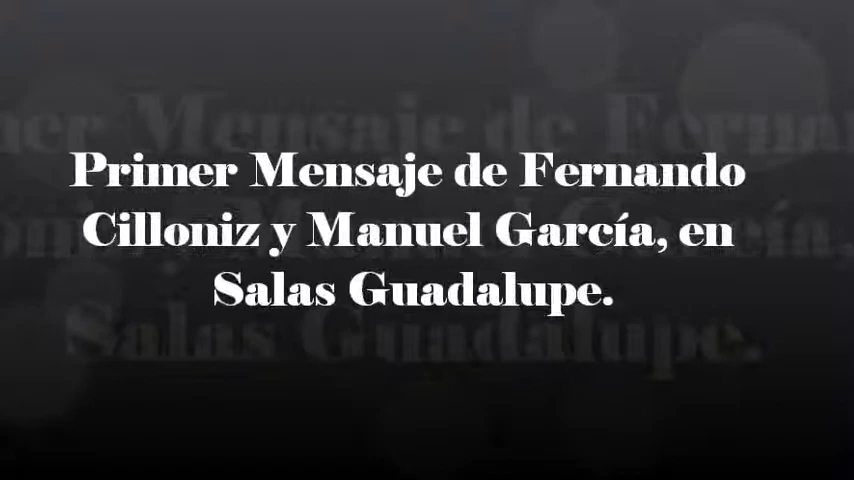 Primer Mensaje de Fernando
Cilloniz y Manuel García, en
Salas Guadalupe.